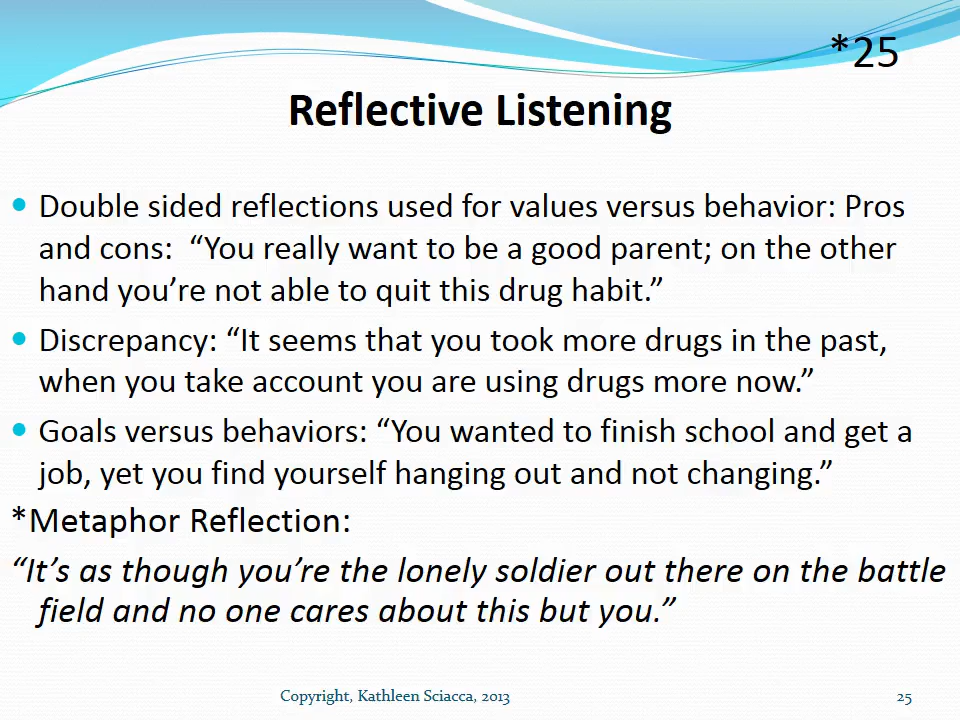 *25
Reflective Listening
• Double sided reflections used for values versus behavior: Pros
and cons:  “You really want to be a good parent; on the other
hand you’re not able to quit this drug habit.”
• Discrepancy: “It seems that you took more drugs in the past,
when you take account you are using drugs more now.”
• Goals versus behaviors: “You wanted to finish school and get a
job, yet you find yourself hanging out and not changing.”
*Metaphor Reflection:
“It’s as though you’re the lonely soldier out there on the battle
field and no one cares about this but you.”
Copyright, Kathleen Sciacca, 2013
25